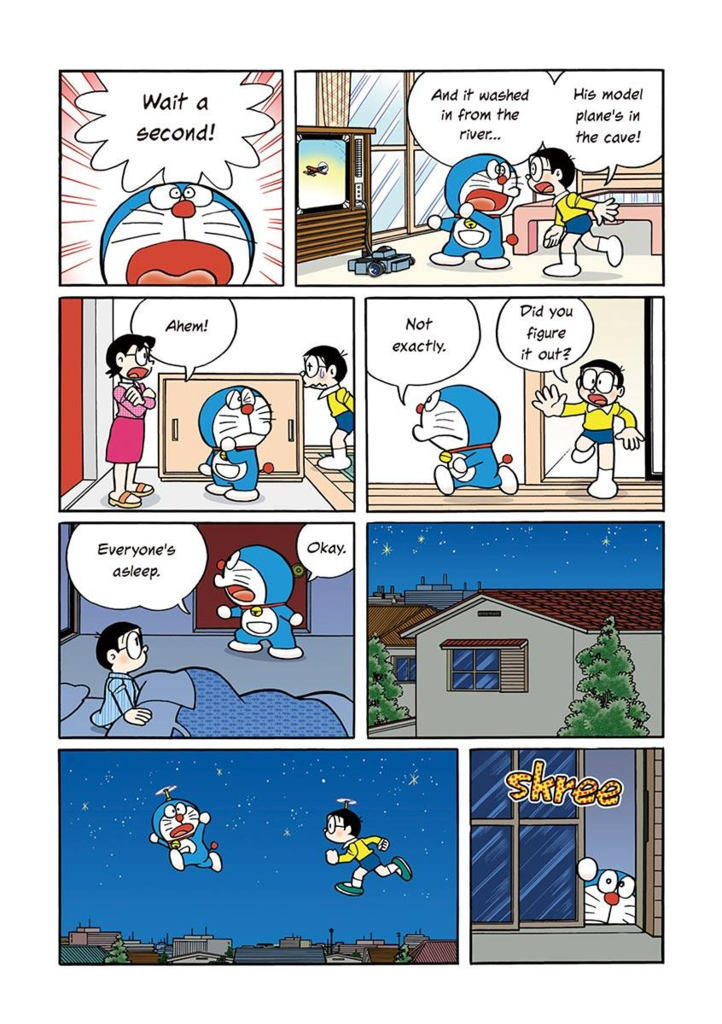 His model
plane's in
the cave!
And it washed
in from the
river...
Wait a
second!
Did you
figure
it out?
Not
exactly.
Ahem!
Okay.
Everyone's
asleep.
skree